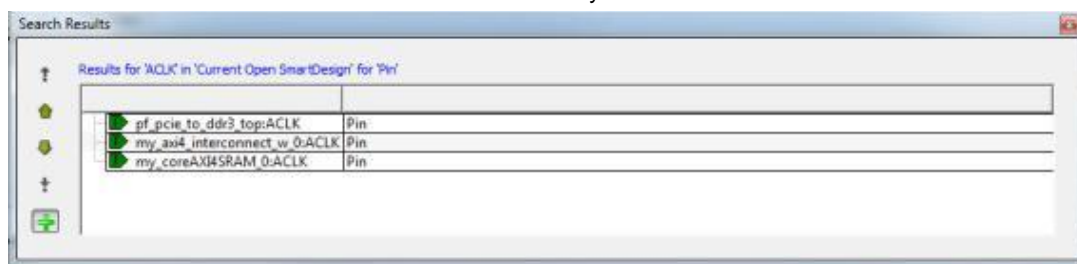 Search Results
Results for 'ACLK' in 'Current Open SmartDesign' for 'Pin'
pf_pcie_to_ddr3_top:ACLK Pin
my_axi4_interconnect_w_0:ACLK Pin
my_coreAXI4SRAM_0:ACLK Pin